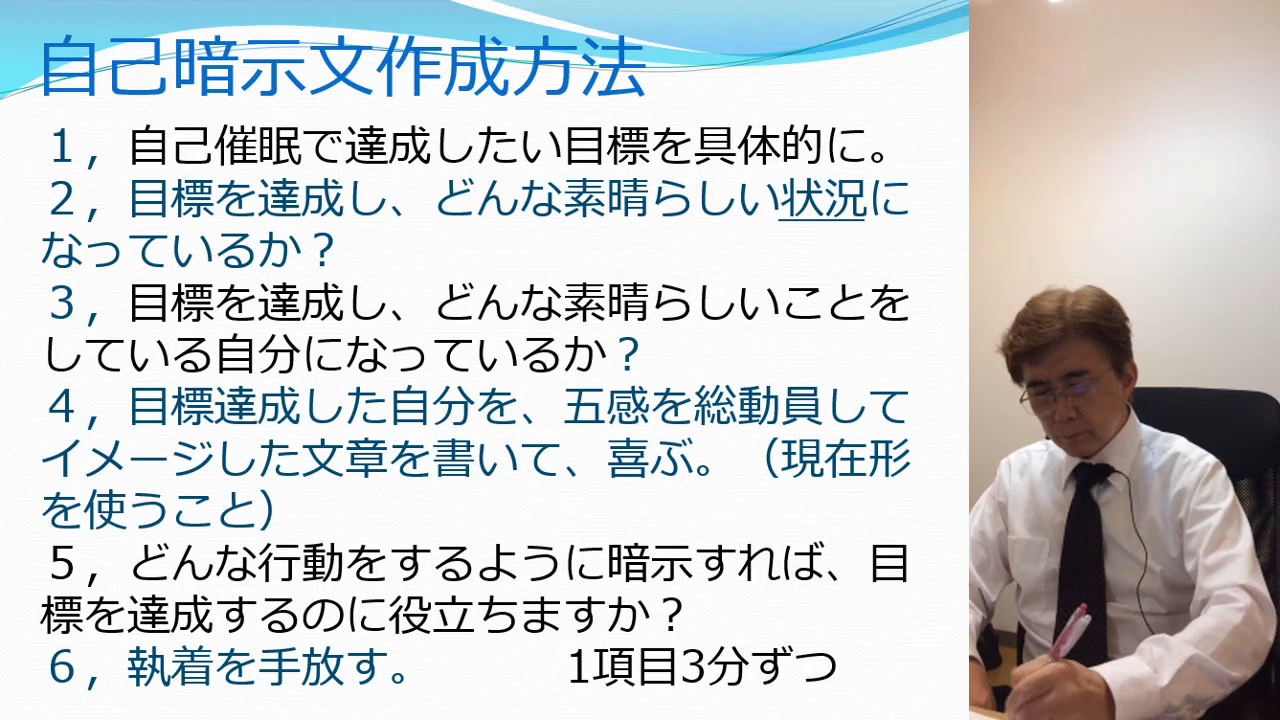 自己暗示文作成方法
１，自己催眠で達成したい目標を具体的に。
２，目標を達成し、どんな素晴らしい状況に
なっているか？
３，目標を達成し、どんな素晴らしいことを
している自分になっているか？
４，目標達成した自分を、五感を総動員して
イメージした文章を書いて、喜ぶ。（現在形
を使うこと）
５，どんな行動をするように暗示すれば、目
標を達成するのに役立ちますか？
６，執着を手放す。　　　1項目3分ずつ